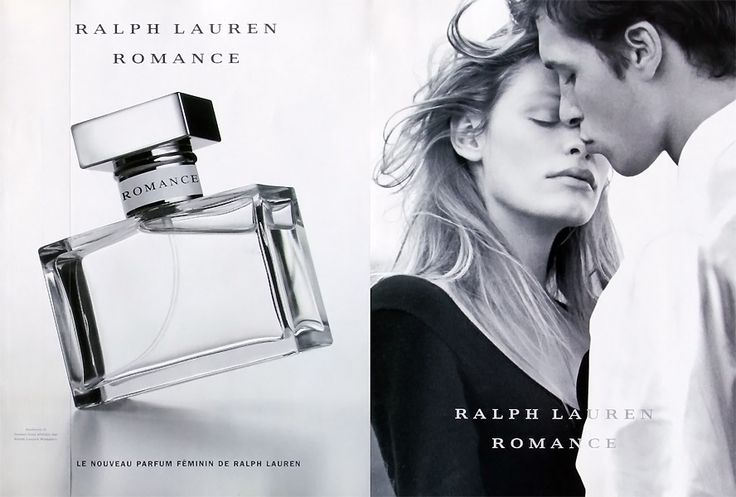 RALPH LAUREN
ROMANCE
ROMANCE
LE NOUVEAU PARFUM FÉMININ DE RALPH LAUREN
RALPH LAUREN
ROMANCE